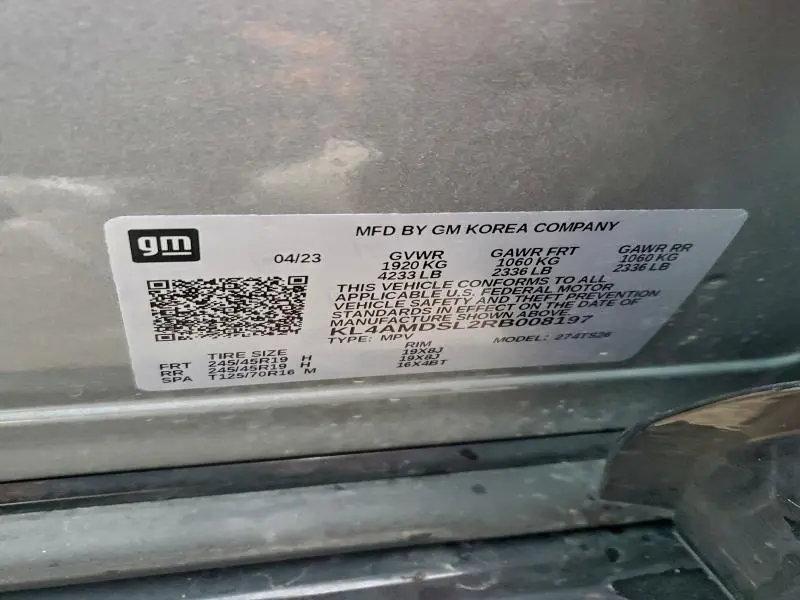 gm
MFD BY GM KOREA COMPANY
04/23 GVWR GAWR FRT GAWR RR
1920 KG 1060 KG 1060 KG
4233 LB 2336 LB 2336 LB
THIS VEHICLE CONFORMS TO ALL
APPLICABLE U.S. FEDERAL MOTOR
VEHICLE SAFETY AND THEFT PREVENTION
STANDARDS IN EFFECT ON THE DATE OF
MANUFACTURE SHOWN ABOVE.
KL4AMDSL2RB008197
TYPE: MPV MODEL: 274TS26
TIRE SIZE RIM
FRT 245/45R19 H 19X8J
RR 245/45R19 H 19X8J
SPA T125/70R16 M 16X4BT